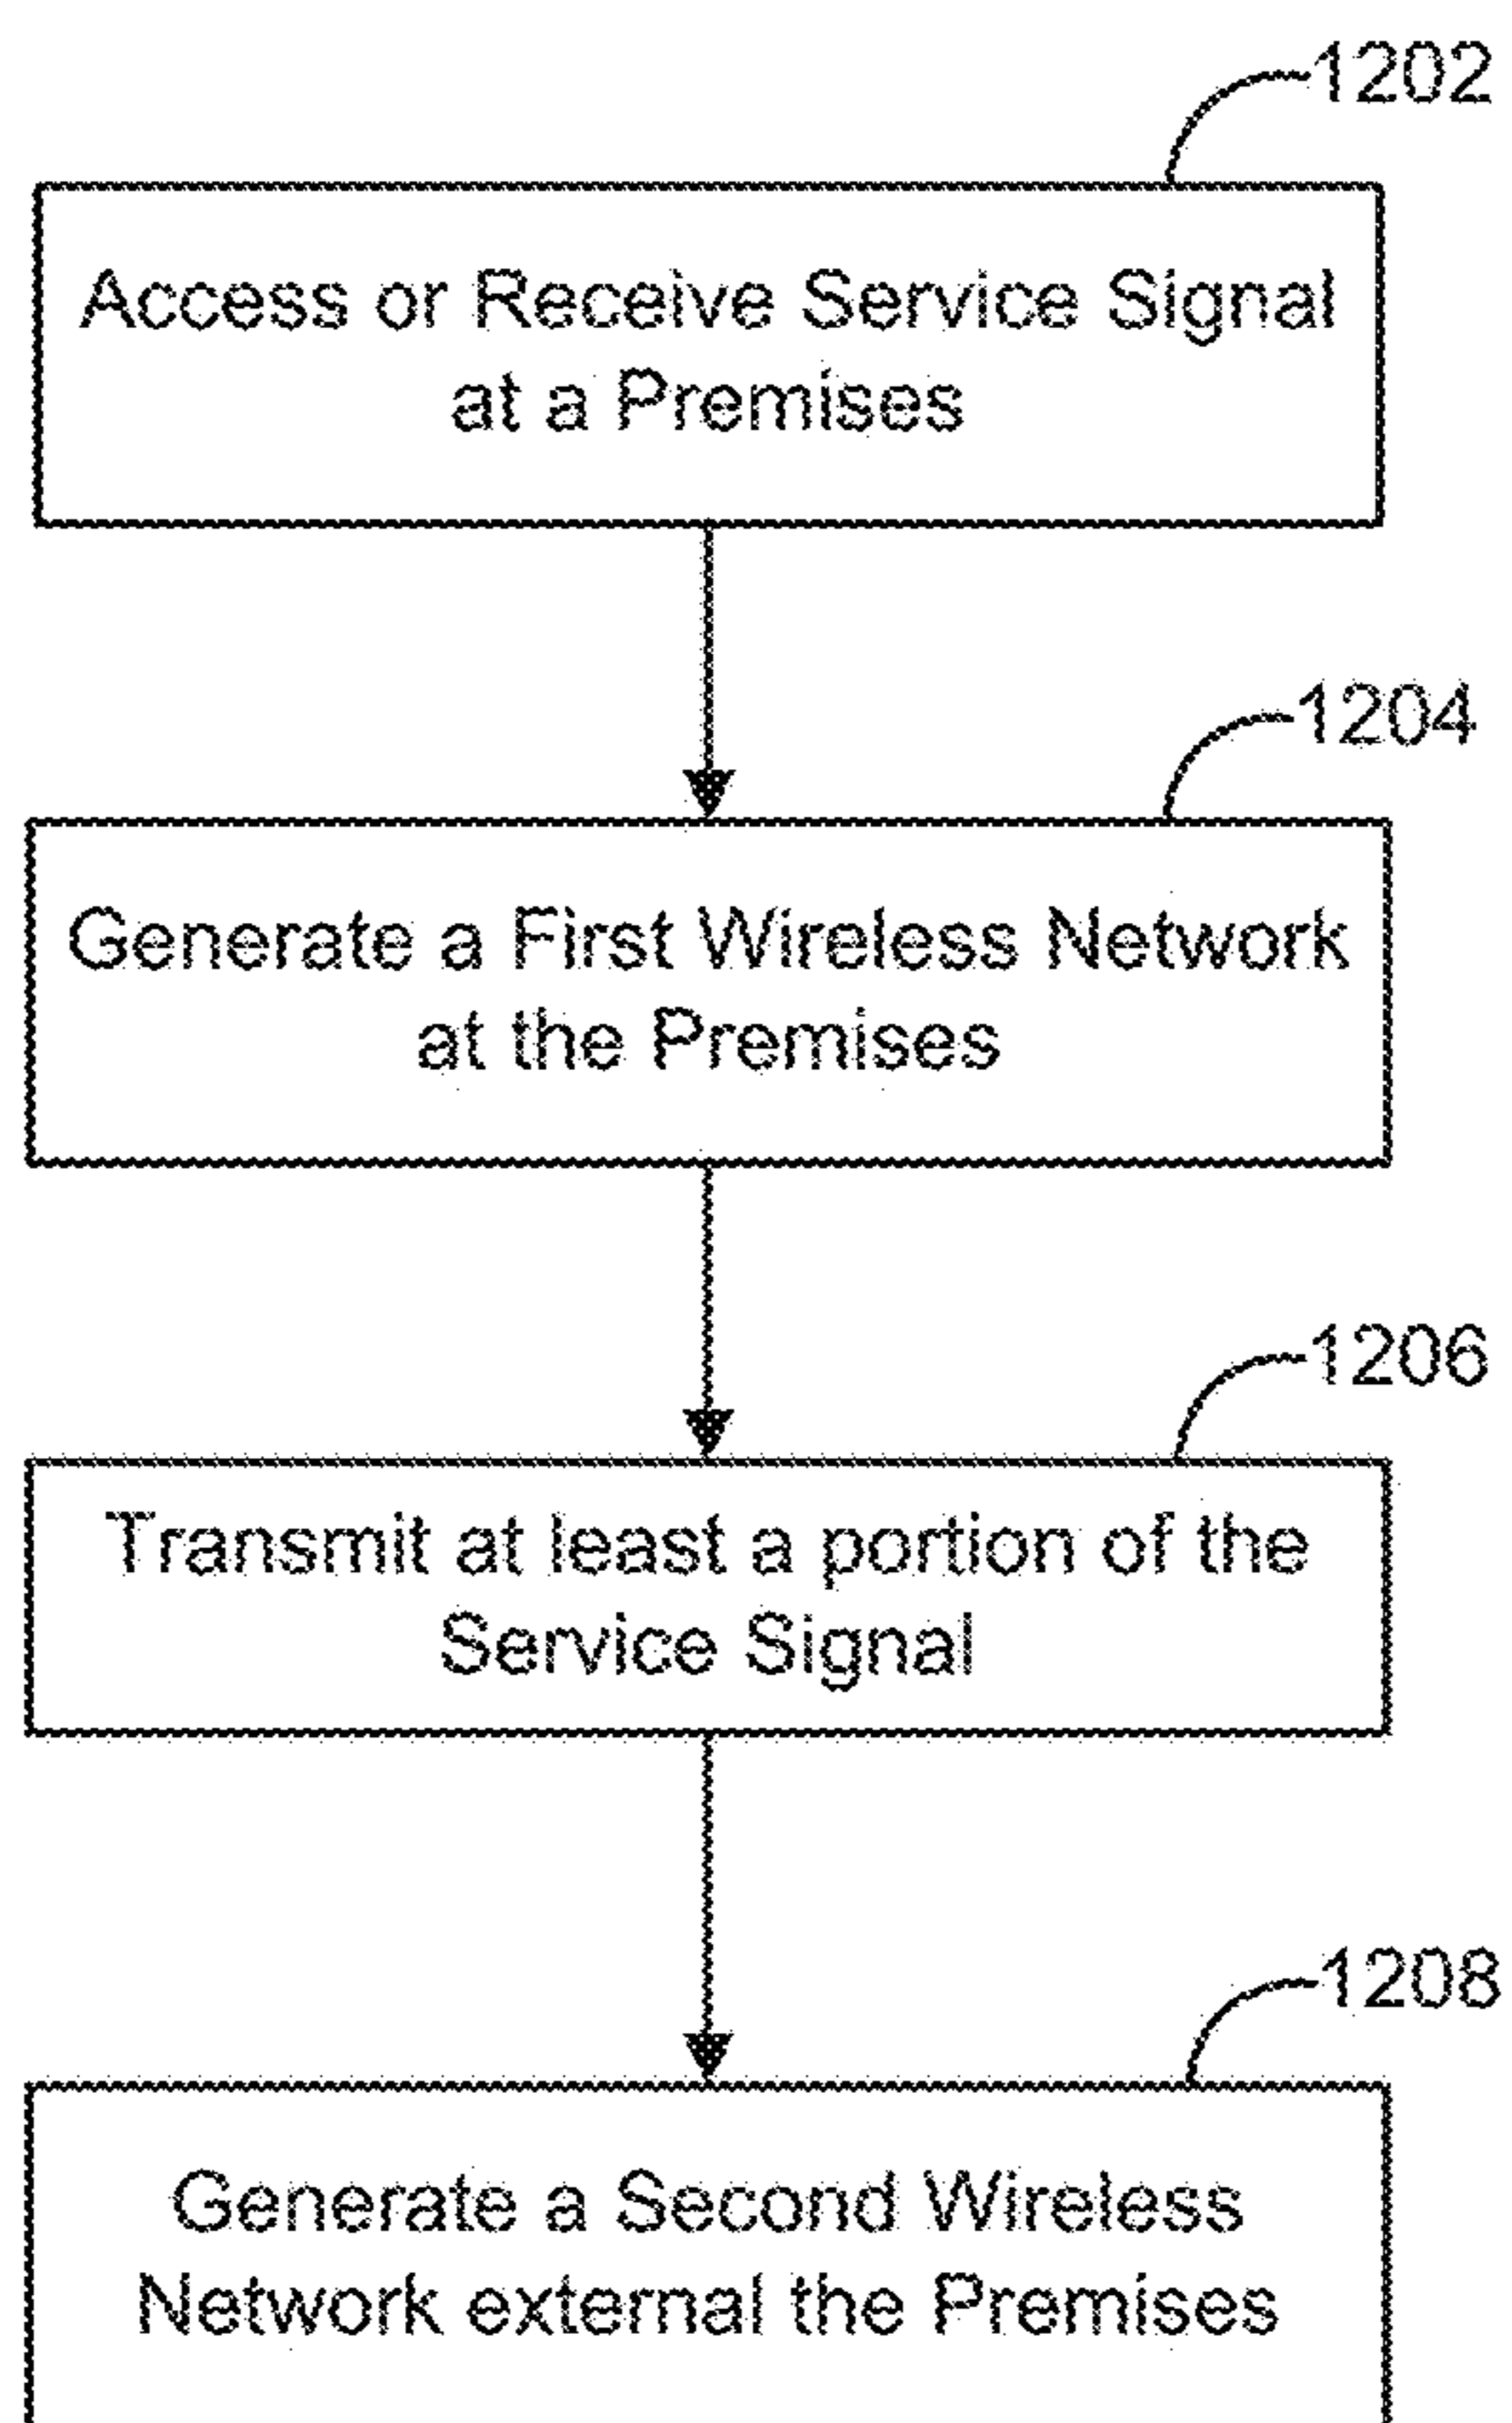 1202
Access or Receive Service Signal
at a Premises
1204
Generate a First Wireless Network
at the Premises
1206
Transmit at least a portion of the
Service Signal
1208
Generate a Second Wireless
Network external the Premises